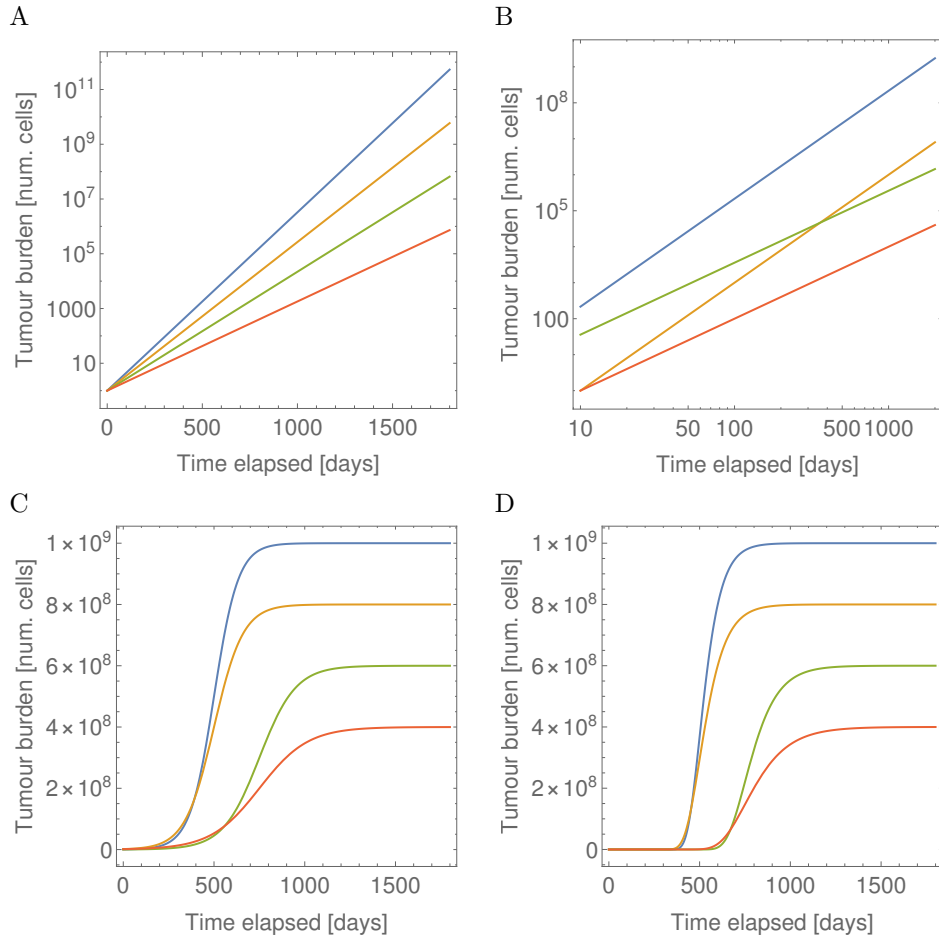 A
Tumour burden [num. cells]
10^11
10^9
10^7
10^5
1000
10
0 500 1000 1500
Time elapsed [days]
B
Tumour burden [num. cells]
10^8
10^5
100
10 50 100 500 1000
Time elapsed [days]
C
Tumour burden [num. cells]
1 × 10^9
8 × 10^8
6 × 10^8
4 × 10^8
2 × 10^8
0
0 500 1000 1500
Time elapsed [days]
D
Tumour burden [num. cells]
1 × 10^9
8 × 10^8
6 × 10^8
4 × 10^8
2 × 10^8
0
0 500 1000 1500
Time elapsed [days]